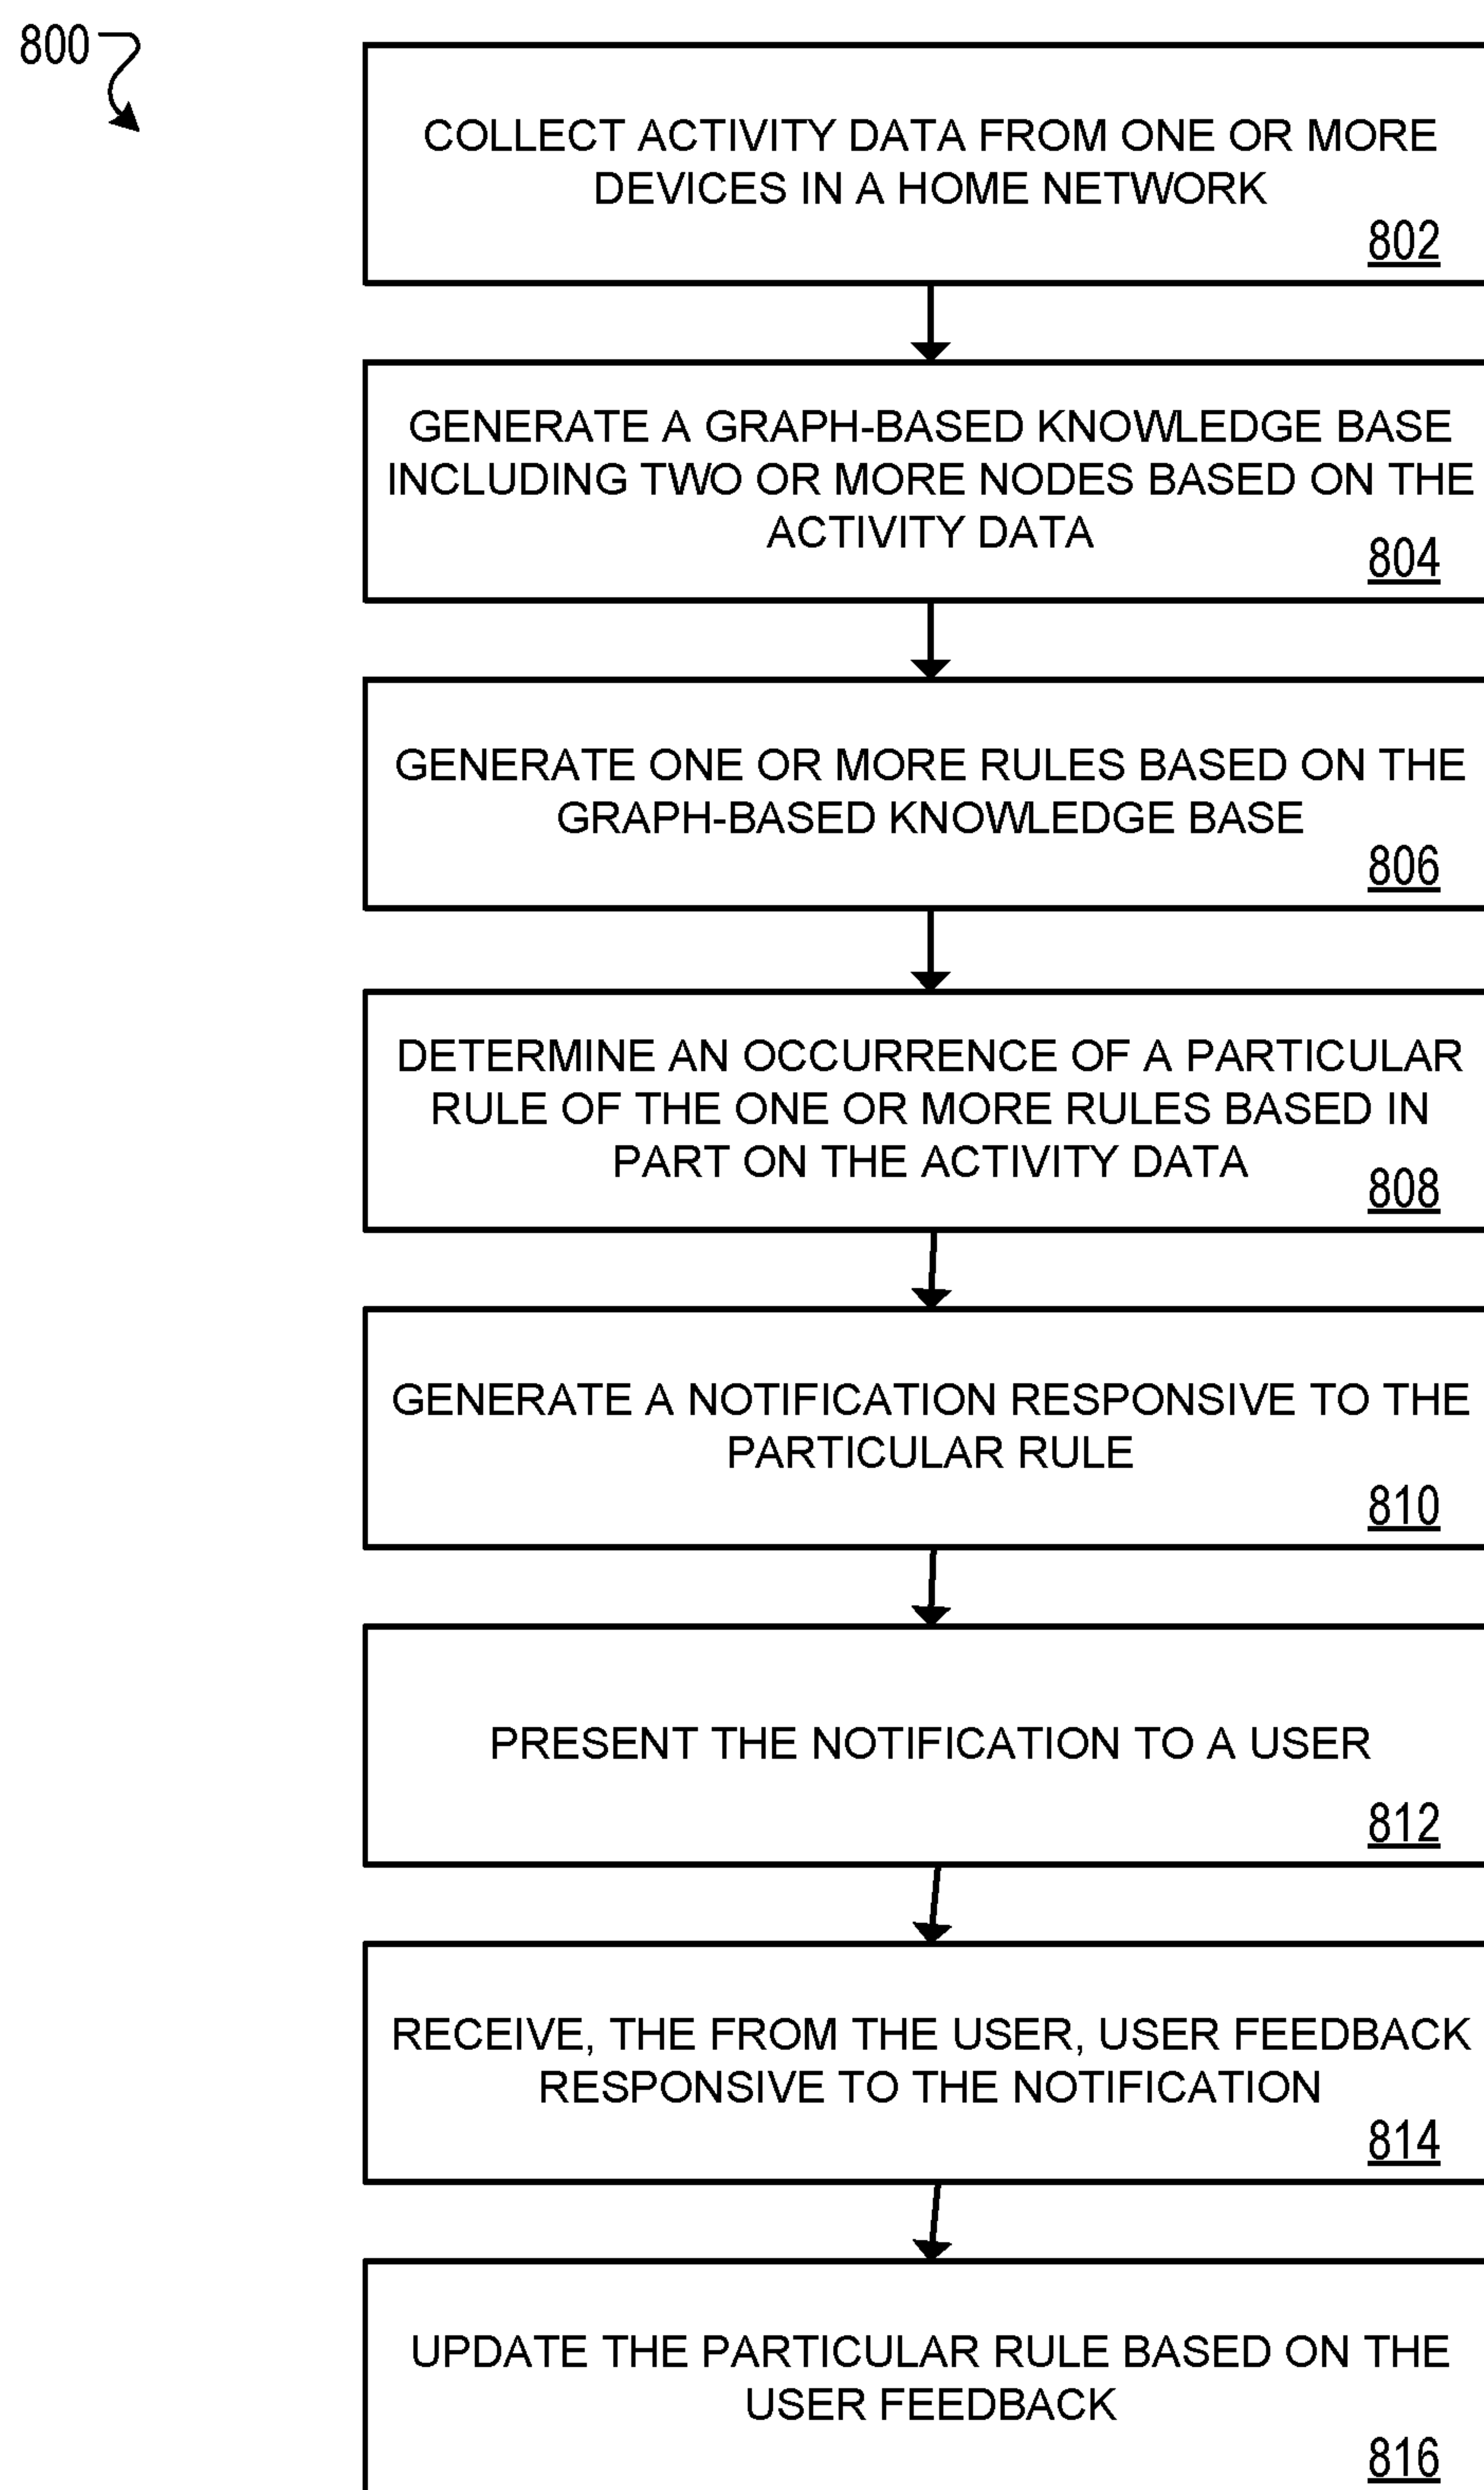 800
COLLECT ACTIVITY DATA FROM ONE OR MORE
DEVICES IN A HOME NETWORK
802
GENERATE A GRAPH-BASED KNOWLEDGE BASE
INCLUDING TWO OR MORE NODES BASED ON THE
ACTIVITY DATA
804
GENERATE ONE OR MORE RULES BASED ON THE
GRAPH-BASED KNOWLEDGE BASE
806
DETERMINE AN OCCURRENCE OF A PARTICULAR
RULE OF THE ONE OR MORE RULES BASED IN
PART ON THE ACTIVITY DATA
808
GENERATE A NOTIFICATION RESPONSIVE TO THE
PARTICULAR RULE
810
PRESENT THE NOTIFICATION TO A USER
812
RECEIVE, THE FROM THE USER, USER FEEDBACK
RESPONSIVE TO THE NOTIFICATION
814
UPDATE THE PARTICULAR RULE BASED ON THE
USER FEEDBACK
816